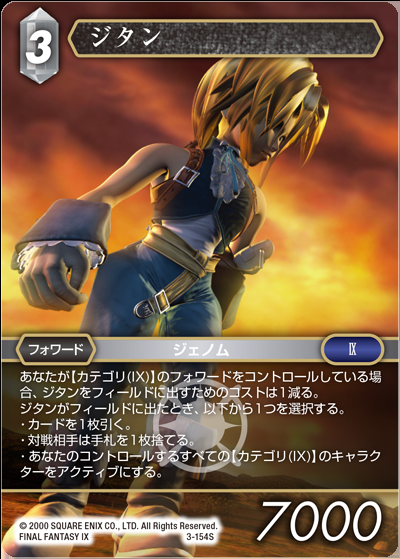 3
ジタン
フォワード
ジェノム
IX
あなたが【カテゴリ(IX)】のフォワードをコントロールしている場
合、ジタンをフィールドに出すためのコストは1減る。
ジタンがフィールドに出たとき、以下から1つを選択する。
・カードを1枚引く。
・対戦相手は手札を1枚捨てる。
・あなたのコントロールするすべての【カテゴリ(IX)】のキャラク
ターをアクティブにする。
© 2000 SQUARE ENIX CO., LTD. All Rights Reserved.
FINAL FANTASY IX
3-154S
7000